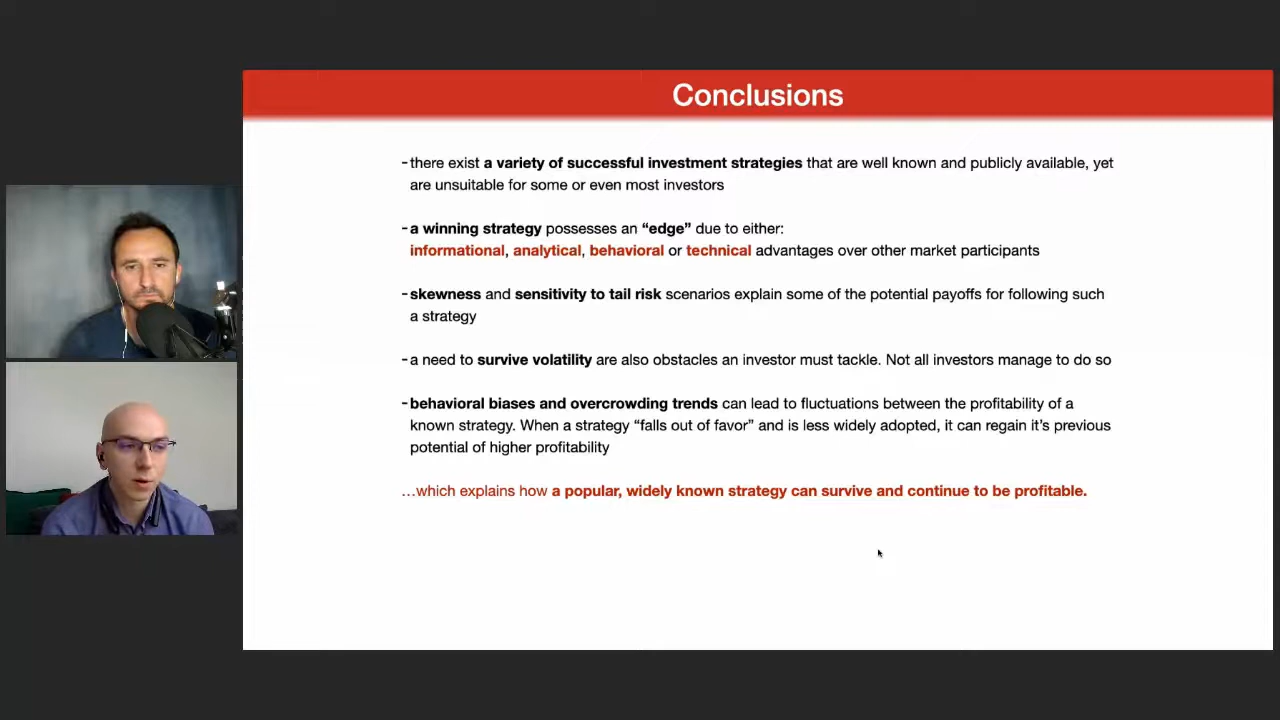 Conclusions
-there exist a variety of successful investment strategies that are well known and publicly available, yet
are unsuitable for some or even most investors
-a winning strategy possesses an “edge” due to either:
informational, analytical, behavioral or technical advantages over other market participants
-skewness and sensitivity to tail risk scenarios explain some of the potential payoffs for following such
a strategy
-a need to survive volatility are also obstacles an investor must tackle. Not all investors manage to do so
-behavioral biases and overcrowding trends can lead to fluctuations between the profitability of a
known strategy. When a strategy “falls out of favor” and is less widely adopted, it can regain it’s previous
potential of higher profitability
…which explains how a popular, widely known strategy can survive and continue to be profitable.